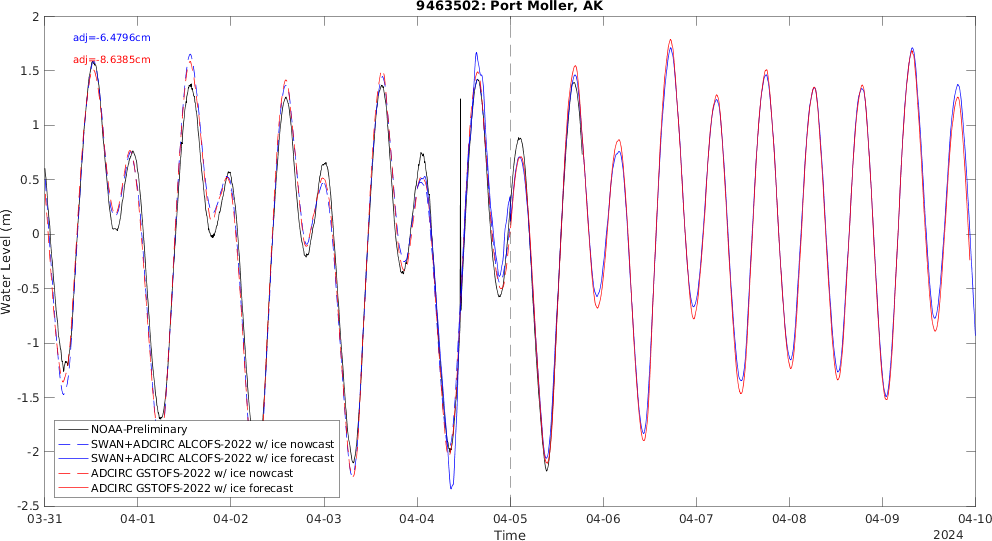 9463502: Port Moller, AK
adj=-6.4796cm
adj=-8.6385cm
Water Level (m)
2
1.5
1
0.5
0
-0.5
-1
-1.5
-2
-2.5
NOAA-Preliminary
SWAN+ADCIRC ALCOFS-2022 w/ ice nowcast
SWAN+ADCIRC ALCOFS-2022 w/ ice forecast
ADCIRC GSTOFS-2022 w/ ice nowcast
ADCIRC GSTOFS-2022 w/ ice forecast
03-31 04-01 04-02 04-03 04-04 04-05 04-06 04-07 04-08 04-09 04-10
Time
2024